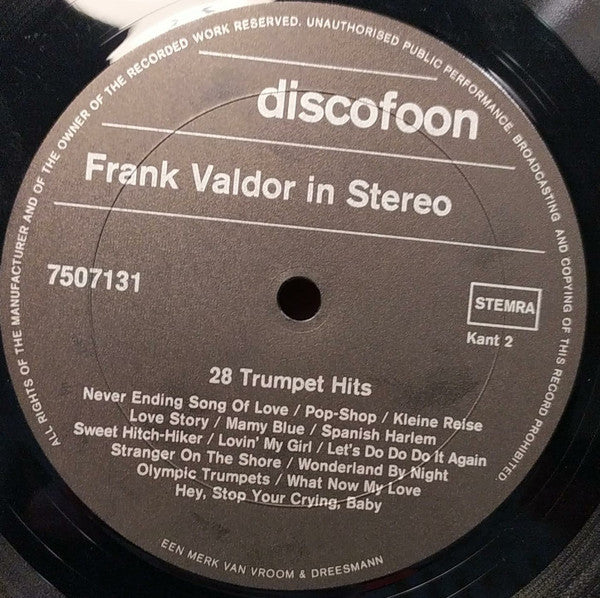 ALL RIGHTS OF THE MANUFACTURER AND OF THE OWNER OF THE RECORDED WORK RESERVED. UNAUTHORISED PUBLIC PERFORMANCE. BROADCASTING AND COPYING OF THIS RECORD PROHIBITED
discofoon
Frank Valdor in Stereo
7507131
STEMRA
Kant 2
28 Trumpet Hits
Never Ending Song Of Love / Pop-Shop / Kleine Reise
Love Story / Mamy Blue / Spanish Harlem
Sweet Hitch-Hiker / Lovin' My Girl / Let's Do Do Do It Again
Stranger On The Shore / Wonderland By Night
Olympic Trumpets / What Now My Love
Hey, Stop Your Crying, Baby
EEN MERK VAN VROOM & DREESMANN